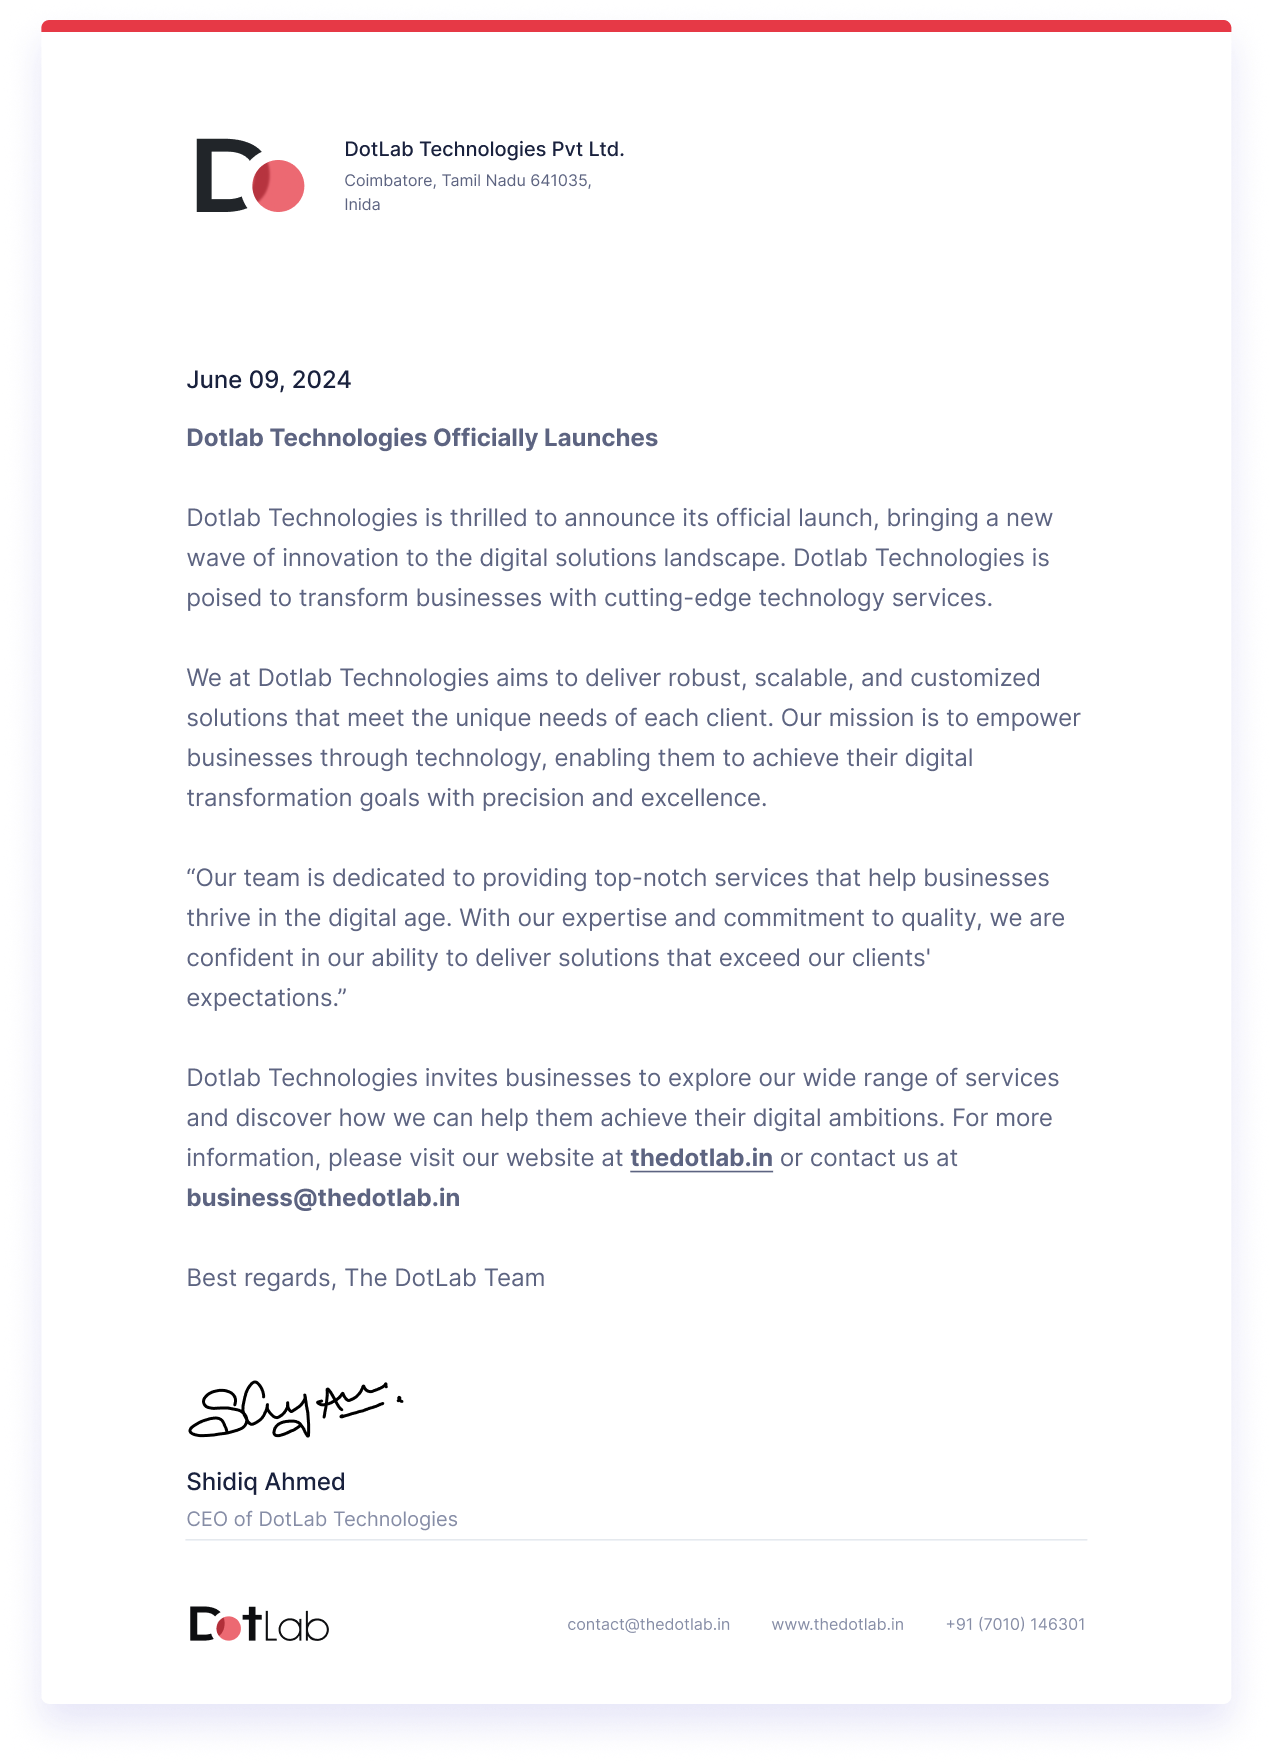 Do
DotLab Technologies Pvt Ltd.
Coimbatore, Tamil Nadu 641035,
Inida
June 09, 2024
Dotlab Technologies Officially Launches
Dotlab Technologies is thrilled to announce its official launch, bringing a new
wave of innovation to the digital solutions landscape. Dotlab Technologies is
poised to transform businesses with cutting-edge technology services.
We at Dotlab Technologies aims to deliver robust, scalable, and customized
solutions that meet the unique needs of each client. Our mission is to empower
businesses through technology, enabling them to achieve their digital
transformation goals with precision and excellence.
“Our team is dedicated to providing top-notch services that help businesses
thrive in the digital age. With our expertise and commitment to quality, we are
confident in our ability to deliver solutions that exceed our clients'
expectations.”
Dotlab Technologies invites businesses to explore our wide range of services
and discover how we can help them achieve their digital ambitions. For more
information, please visit our website at thedotlab.in or contact us at
business@thedotlab.in
Best regards, The DotLab Team
Shidiq Ahmed
CEO of DotLab Technologies
DotLab
contact@thedotlab.in www.thedotlab.in +91 (7010) 146301